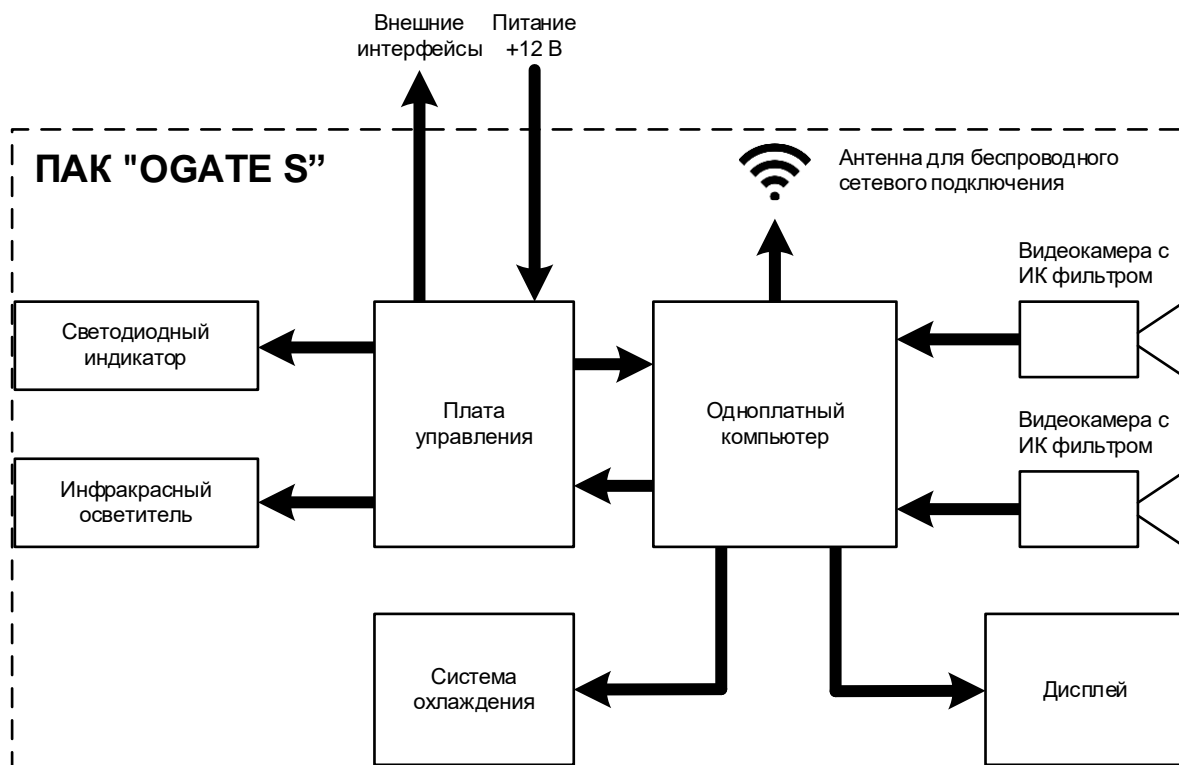 Внешние
интерфейсы
Питание
+12 В
ПАК "OGATE S”
Антенна для беспроводного
сетевого подключения
Видеокамера с
ИК фильтром
Светодиодный
индикатор
Плата
управления
Одноплатный
компьютер
Видеокамера с
ИК фильтром
Инфракрасный
осветитель
Система
охлаждения
Дисплей